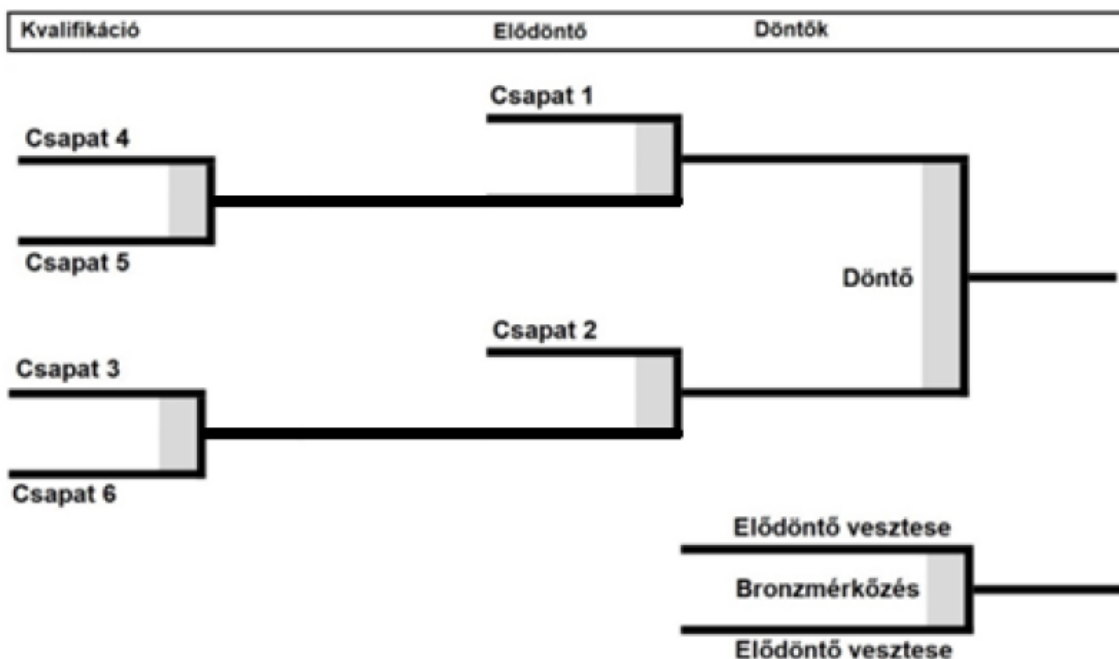 Kvalifikáció Elődöntő Döntők
Csapat 1
Csapat 4
Csapat 5
Döntő
Csapat 2
Csapat 3
Csapat 6
Elődöntő vesztese
Bronzmérkőzés
Elődöntő vesztese